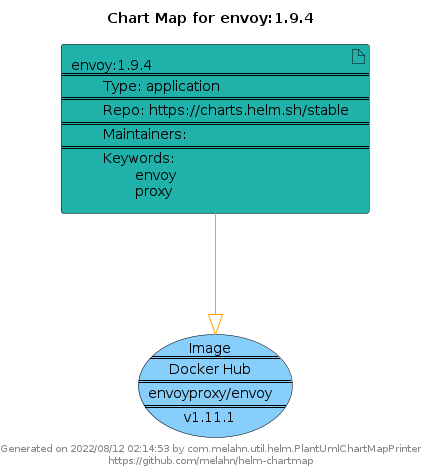 Chart Map for envoy:1.9.4
envoy:1.9.4
Type: application
Repo: https://charts.helm.sh/stable
Maintainers:
Keywords:
envoy
proxy
Image
Docker Hub
envoyproxy/envoy
v1.11.1
Generated on 2022/08/12 02:14:53 by com.melahn.util.helm.PlantUmlChartMapPrinter
https://github.com/melahn/helm-chartmap